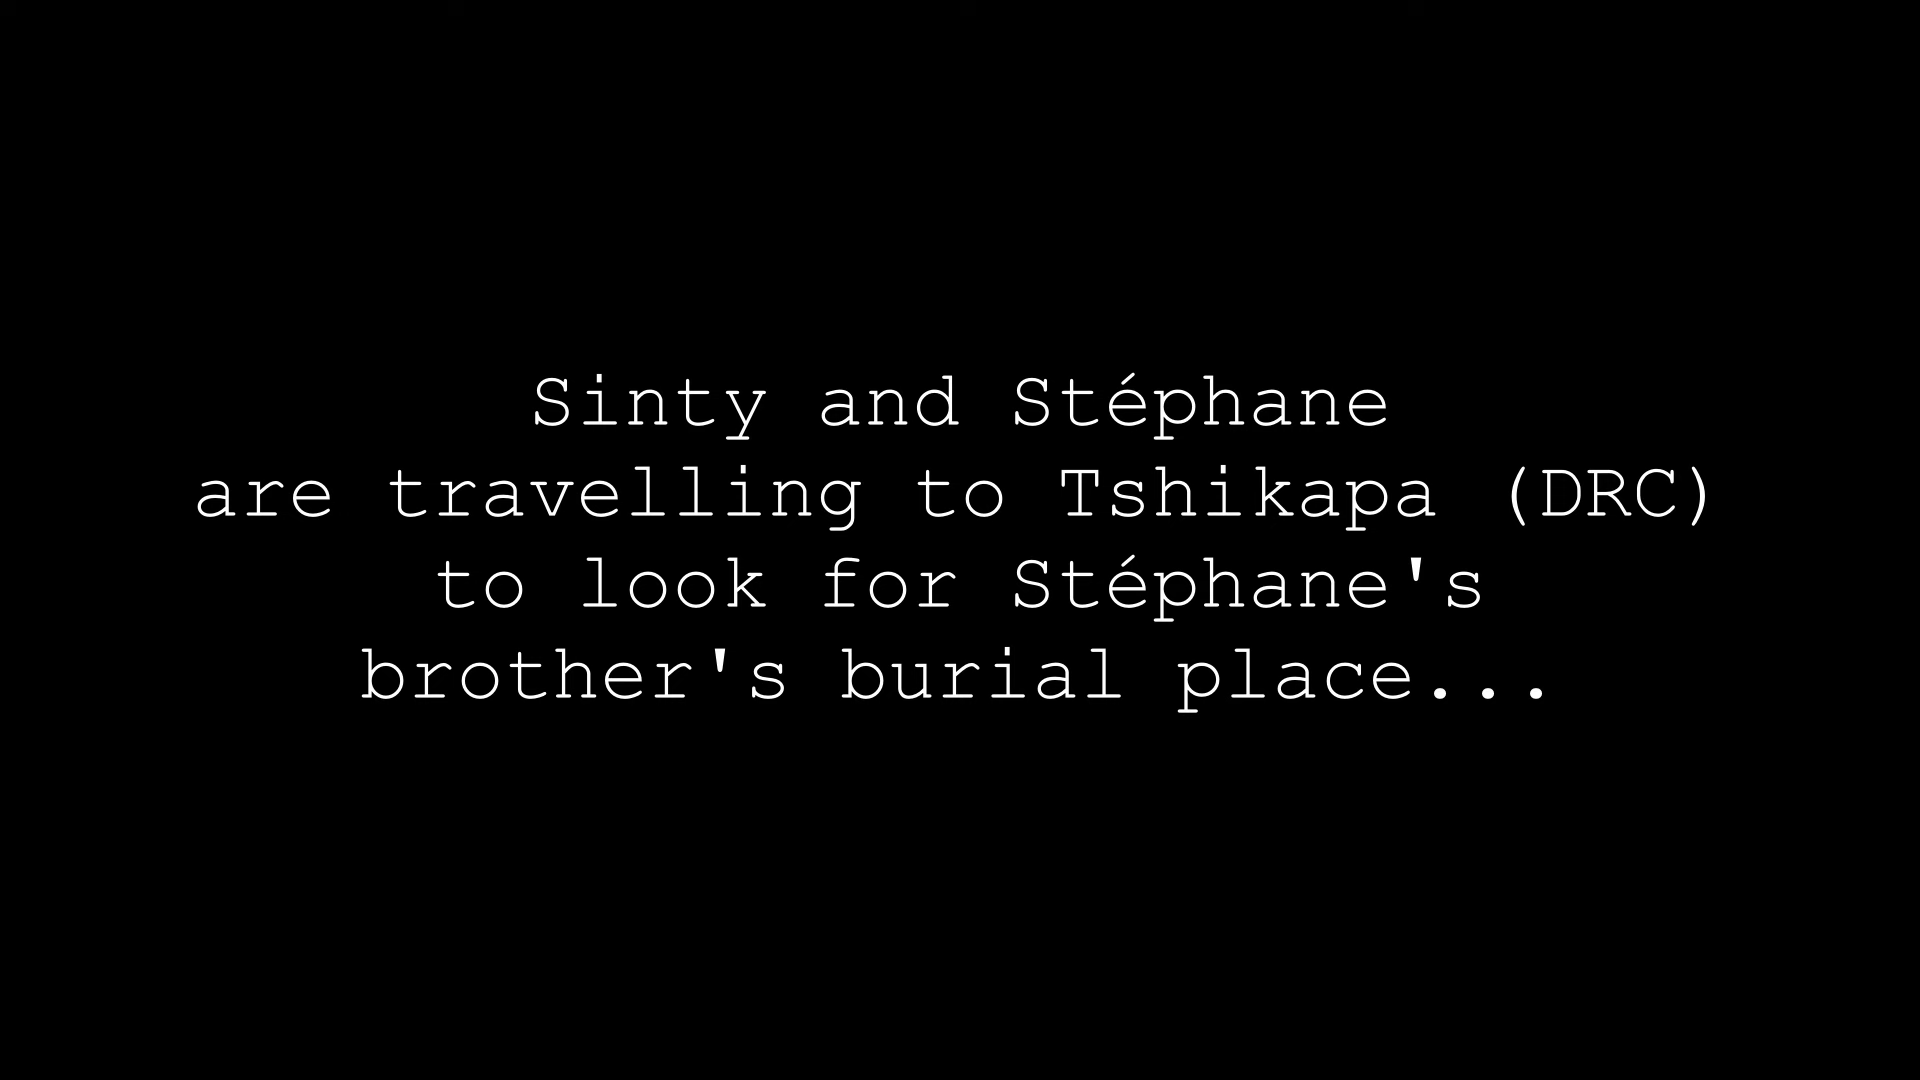 Sinty and Stéphane
are travelling to Tshikapa (DRC)
to look for Stéphane's
brother's burial place...